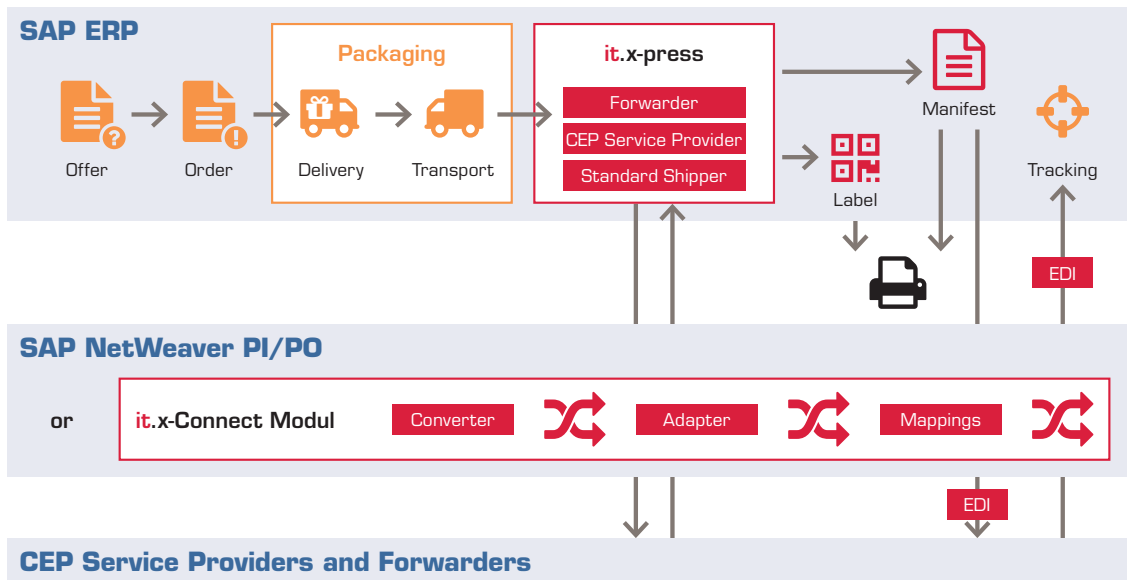 SAP ERP
Packaging
it.x-press
Forwarder
CEP Service Provider
Standard Shipper
Offer
?
Order
!
Delivery
Transport
Manifest
Label
Tracking
EDI
SAP NetWeaver PI/PO
or
it.x-Connect Modul
Converter
Adapter
Mappings
EDI
CEP Service Providers and Forwarders